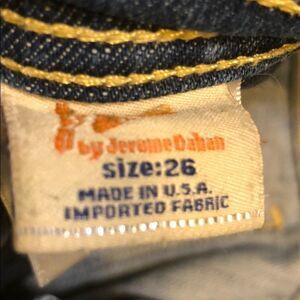 by Jerome Dahan
size:26
MADE IN U.S.A.
IMPORTED FABRIC